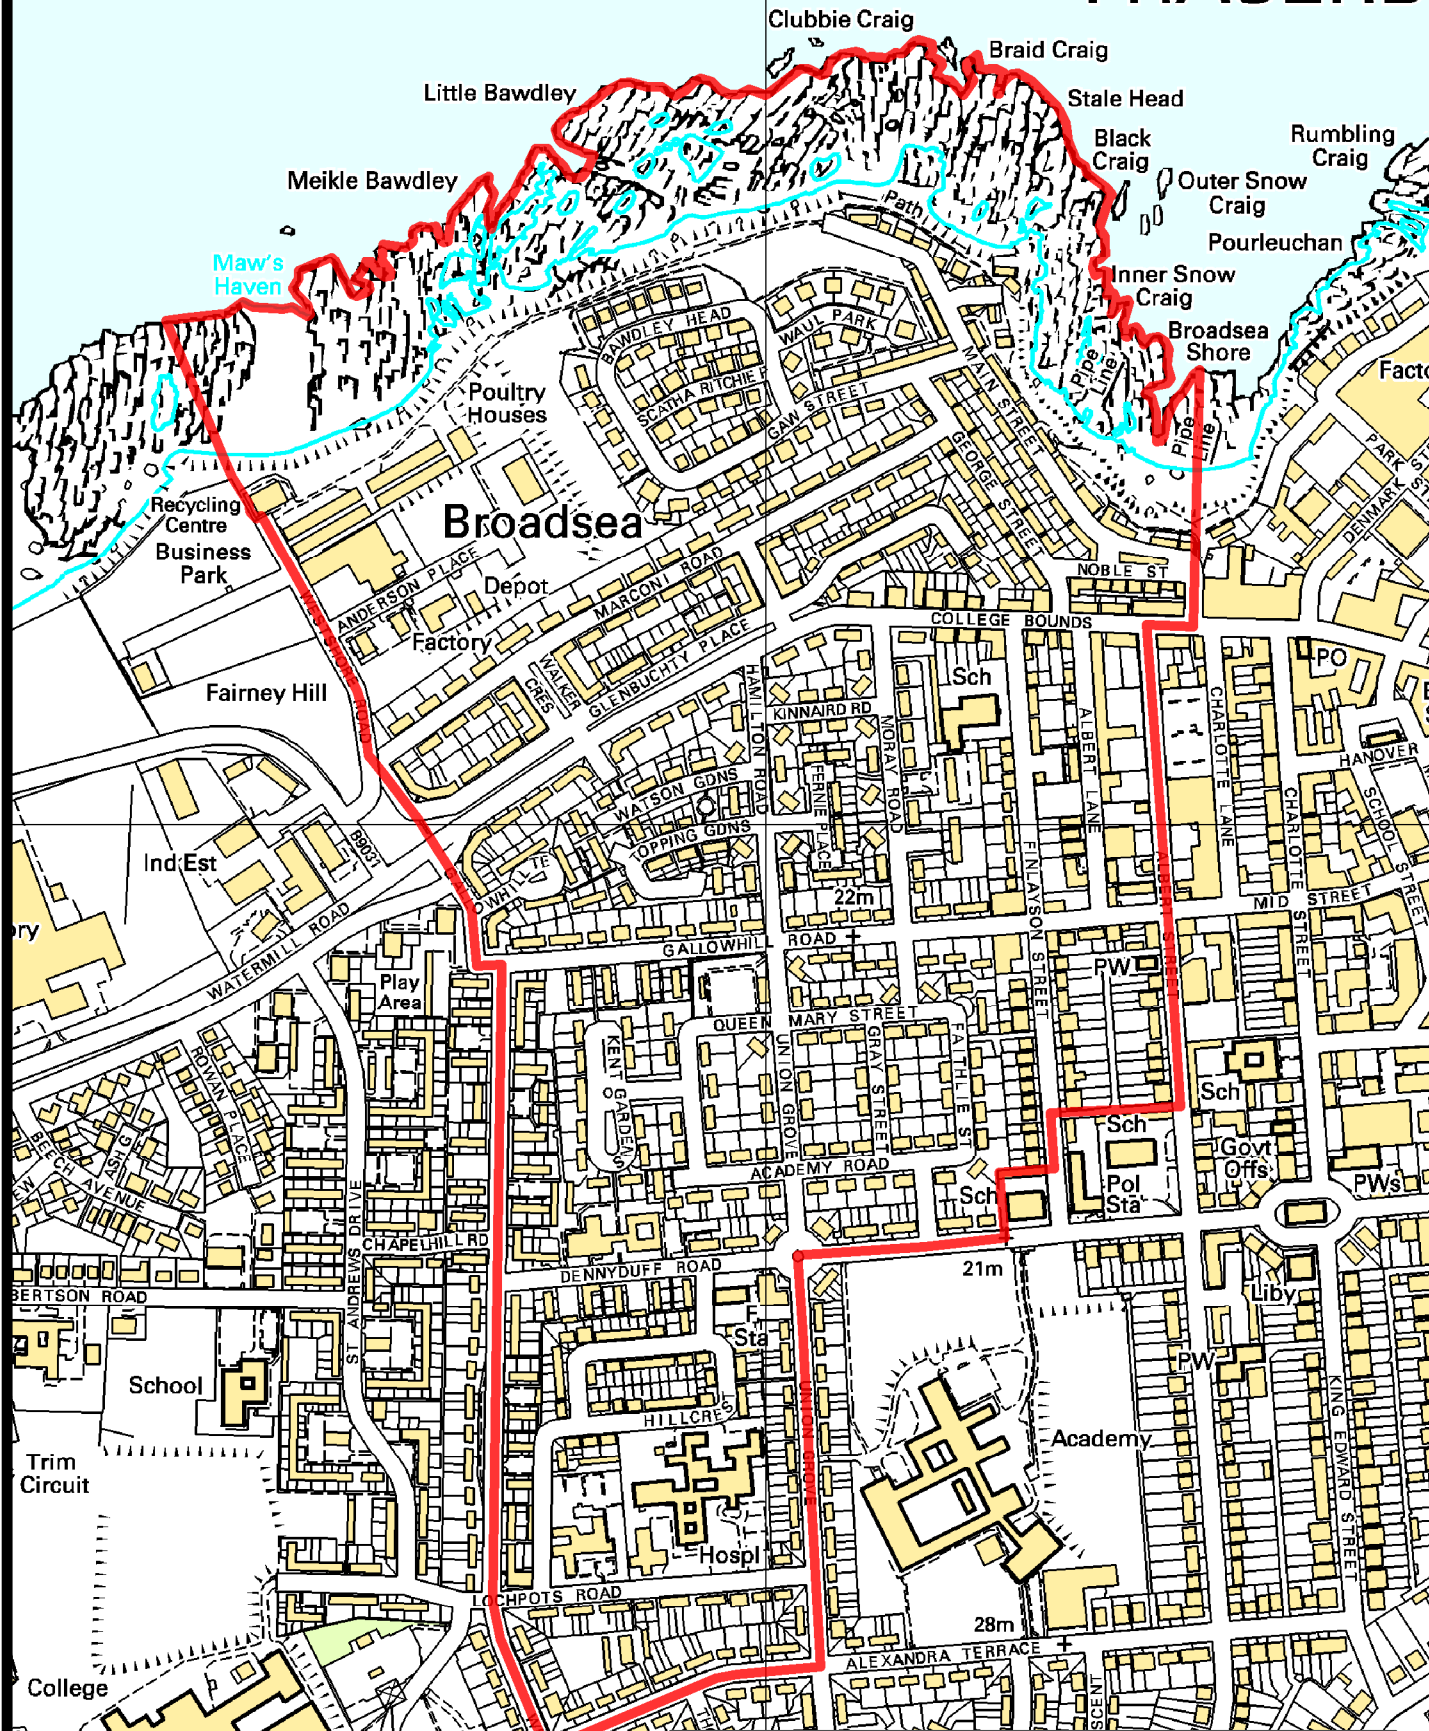 Clubbie Craig
Braid Craig
Little Bawdley
Stale Head
Black
Craig
Rumbling
Craig
Meikle Bawdley
Outer Snow
Craig
Path
Pourleuchan
Maw's
Haven
Inner Snow
Craig
Broadsea
Shore
BAWDLEY HEAD
WAUL PARK
Pipe
Line
MAIN STREET
Poultry
Houses
SCATHA RITCHIE
GAW STREET
Pipe
Line
GEORGE STREET
PARK
DENMARK
Recycling
Centre
Business
Park
Broadsea
ANDERSON PLACE
Depot
MARCONI ROAD
NOBLE ST
WESTSHORE ROAD
Factory
COLLEGE BOUNDS
GLENBUCHTY PLACE
WALKER
CRES
PO
Fairney Hill
Sch
HAMILTON ROAD
KINNAIRD RD
MORAY ROAD
ALBERT LANE
CHARLOTTE LANE
HANOVER
WATSON GDNS
FERNIE PLACE
TOPPING GDNS
SCHOOL STREET
B9031
Ind Est
FINLAYSON STREET
ALBERT STREET
CHARLOTTE STREET
22m
MID STREET
GALLOWHILL ROAD
WATERMILL ROAD
PW
Play
Area
QUEEN MARY STREET
ROWAN PLACE
KENT GARDENS
UNION GROVE
GRAY STREET
FAITHLIE ST
Sch
Sch
BEECH AVENUE
ACADEMY ROAD
Govt
Offs
Sch
Pol
Sta
PWs
ST ANDREWS DRIVE
CHAPELHILL RD
DENNYDUFF ROAD
21m
BERTSON ROAD
Liby
F
Sta
PW
School
UNION GROVE
KING EDWARD STREET
HILLCREST
Academy
Trim
Circuit
Hospl
LOCHPOTS ROAD
28m
ALEXANDRA TERRACE
College
SCENT